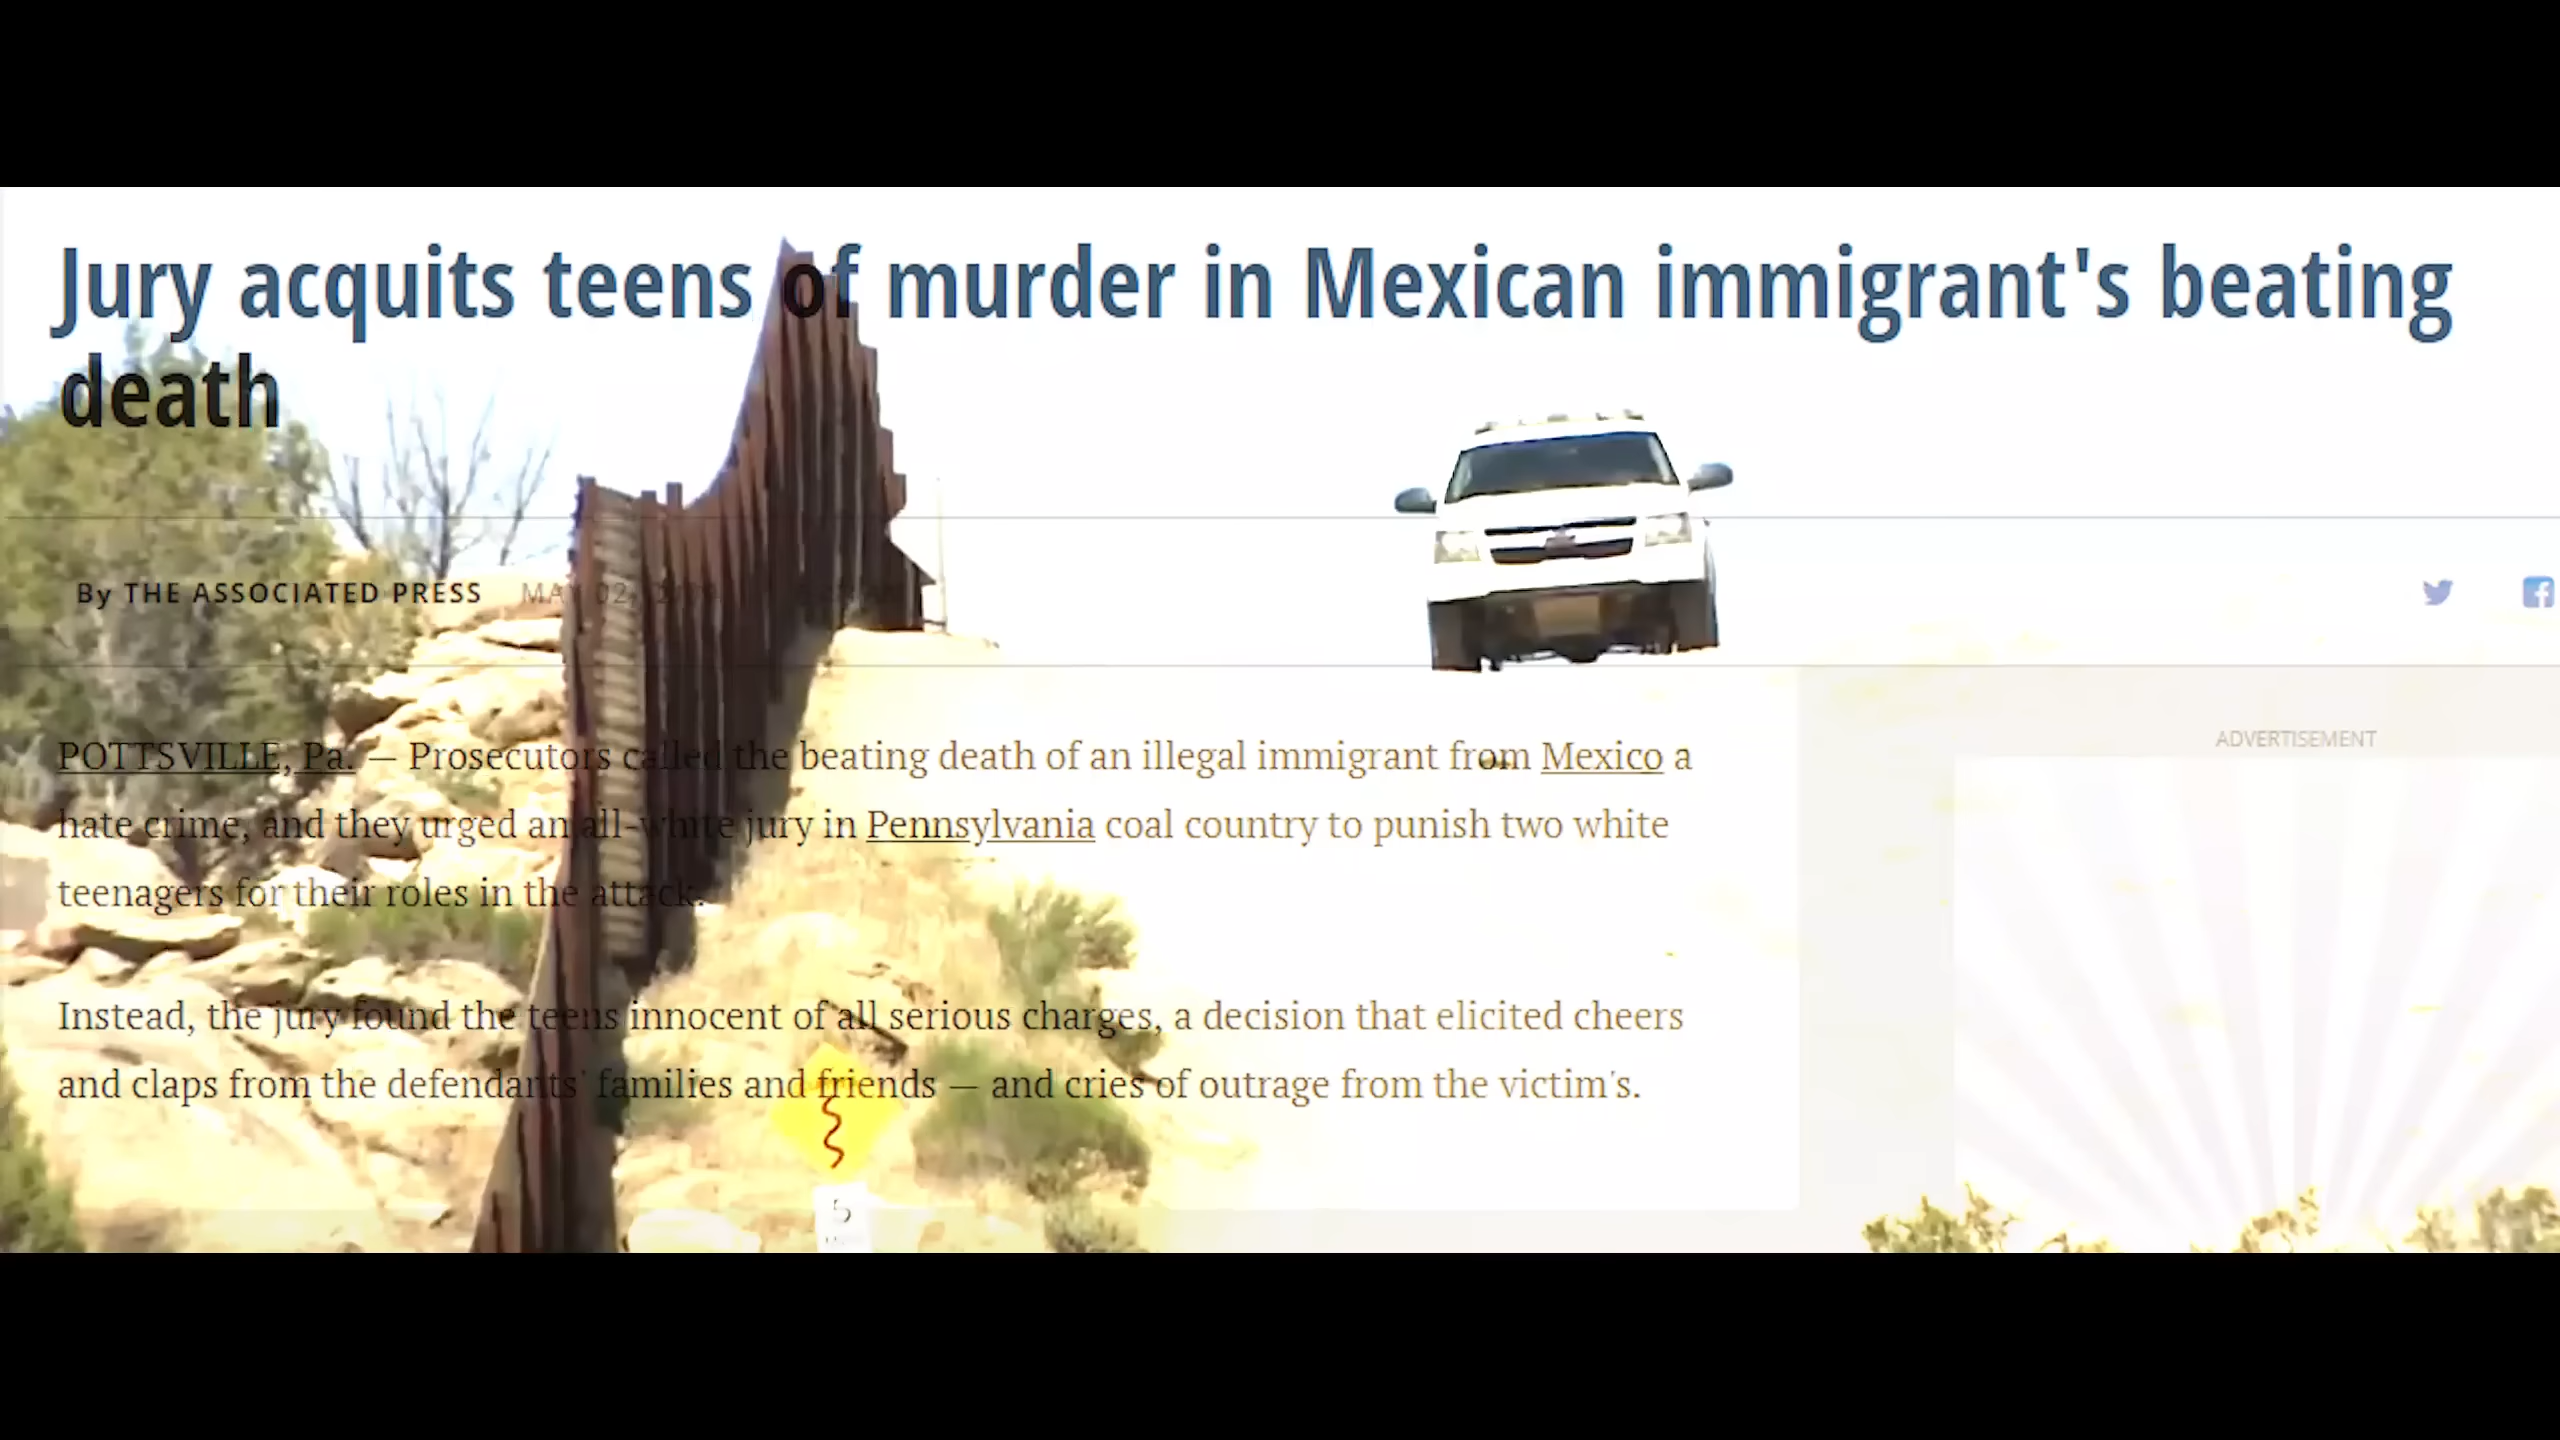 Jury acquits teens of murder in Mexican immigrant's beating
death
By THE ASSOCIATED PRESS MAY 02,
POTTSVILLE, Pa. — Prosecutors called the beating death of an illegal immigrant from Mexico a
hate crime, and they urged an all-white jury in Pennsylvania coal country to punish two white
teenagers for their roles in the attack.
ADVERTISEMENT
Instead, the jury found the teens innocent of all serious charges, a decision that elicited cheers
and claps from the defendants' families and friends — and cries of outrage from the victim's.
5